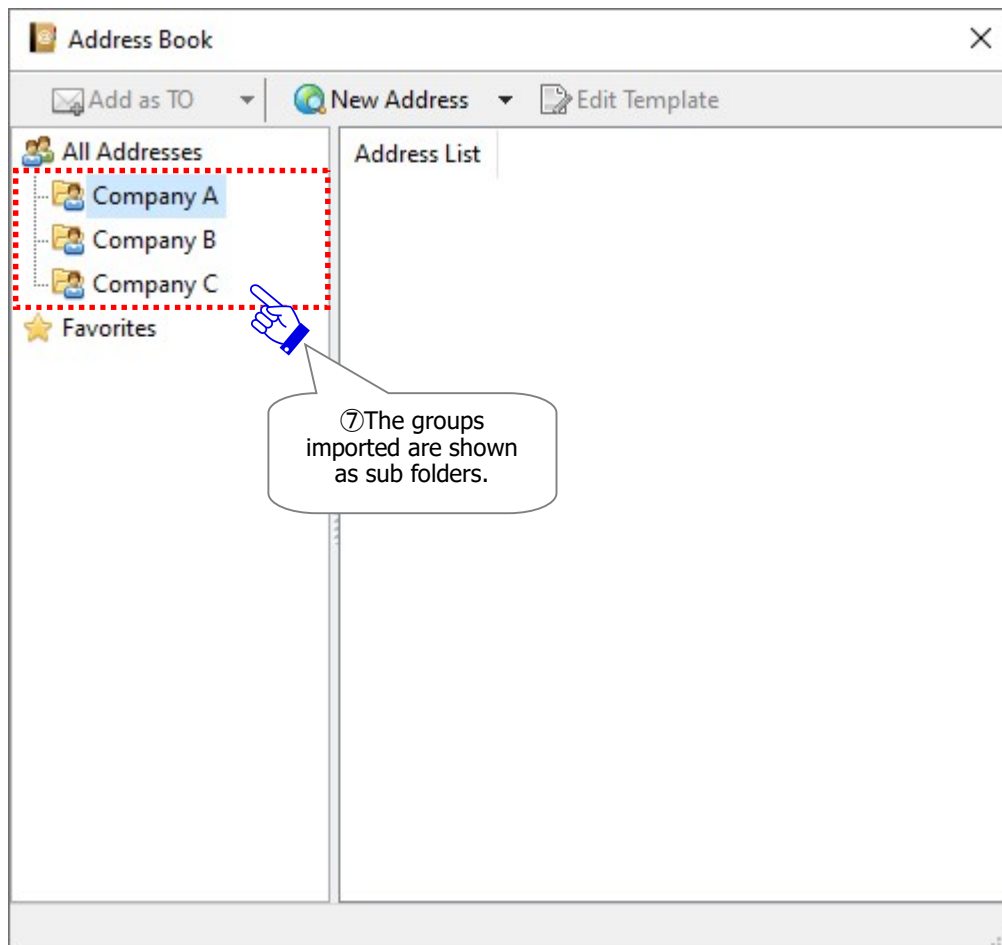 Address Book
Add as TO
New Address
Edit Template
All Addresses
Address List
Company A
Company B
Company C
Favorites
⑦The groups
imported are shown
as sub folders.